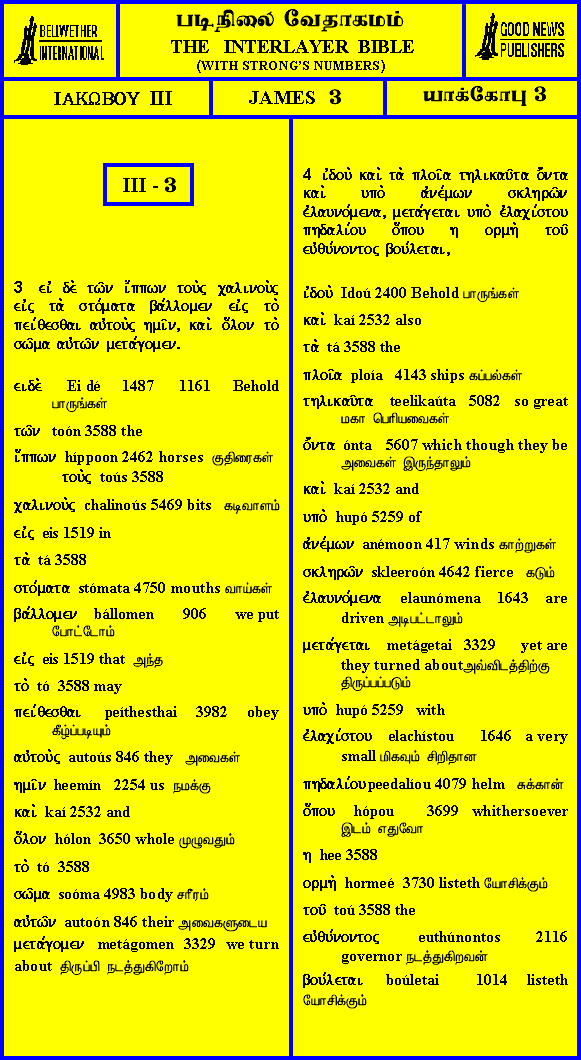 BELLWETHER
INTERNATIONAL
படிநிலை வேதாகமம்
THE INTERLAYER BIBLE
(WITH STRONG'S NUMBERS)
GOOD NEWS
PUBLISHERS
ΙΑΚΩΒΟΥ III
JAMES 3
யாக்கோபு 3
III - 3
3 εἰ δὲ τῶν ἵππων τοὺς χαλινοὺς
εἰς τὰ στόματα βάλλομεν εἰς τὸ
πείθεσθαι αὐτοὺς ημῖν, καὶ ὅλον τὸ
σῶμα αὐτῶν μετάγομεν.
ειδὲ Ei dé 1487 1161 Behold
பாருங்கள்
τῶν toón 3588 the
ἵππων híppoon 2462 horses குதிரைகள்
τοὺς toús 3588
χαλινοὺς chalinoús 5469 bits கடிவாளம்
εἰς eis 1519 in
τὰ tá 3588
στόματα stómata 4750 mouths வாய்கள்
βάλλομεν bállomen 906 we put
போட்டோம்
εἰς eis 1519 that அந்த
τὸ tó 3588 may
πείθεσθαι peíthesthai 3982 obey
கீழ்ப்படியும்
αὐτοὺς autoús 846 they அவைகள்
ημῖν heemín 2254 us நமக்கு
καὶ kaí 2532 and
ὅλον hólon 3650 whole முழுவதும்
τὸ tó 3588
σῶμα soóma 4983 body சரீரம்
αὐτῶν autoón 846 their அவைகளுடைய
μετάγομεν metágomen 3329 we turn
about திருப்பி நடத்துகிறோம்
4 ἰδοὺ καὶ τὰ πλοῖα τηλικαῦτα ὄντα
καὶ υπὸ ἀνέμων σκληρῶν
ἐλαυνόμενα, μετάγεται υπὸ ἐλαχίστου
πηδαλίου ὅπου η ορμὴ τοῦ
εὐθύνοντος βούλεται,
ἰδοὺ Idoú 2400 Behold பாருங்கள்
καὶ kaí 2532 also
τὰ tá 3588 the
πλοῖα ploía 4143 ships கப்பல்கள்
τηλικαῦτα teelikaúta 5082 so great
மகா பெரியவைகள்
ὄντα ónta 5607 which though they be
அவைகள் இருந்தாலும்
καὶ kaí 2532 and
υπὸ hupó 5259 of
ἀνέμων anémoon 417 winds காற்றுகள்
σκληρῶν skleeroón 4642 fierce கடும்
ἐλαυνόμενα elaunómena 1643 are
driven அடிபட்டாலும்
μετάγεται metágetai 3329 yet are
they turned aboutஅவ்விடத்திற்கு
திருப்பப்படும்
υπὸ hupó 5259 with
ἐλαχίστου elachístou 1646 a very
small மிகவும் சிறிதான
πηδαλίουpeedalíou 4079 helm சுக்கான்
ὅπου hópou 3699 whithersoever
இடம் எதுவோ
η hee 3588
ορμὴ hormeé 3730 listeth யோசிக்கும்
τοῦ toú 3588 the
εὐθύνοντος euthúnontos 2116
governor நடத்துகிறவன்
βούλεται boúletai 1014 listeth
யோசிக்கும்